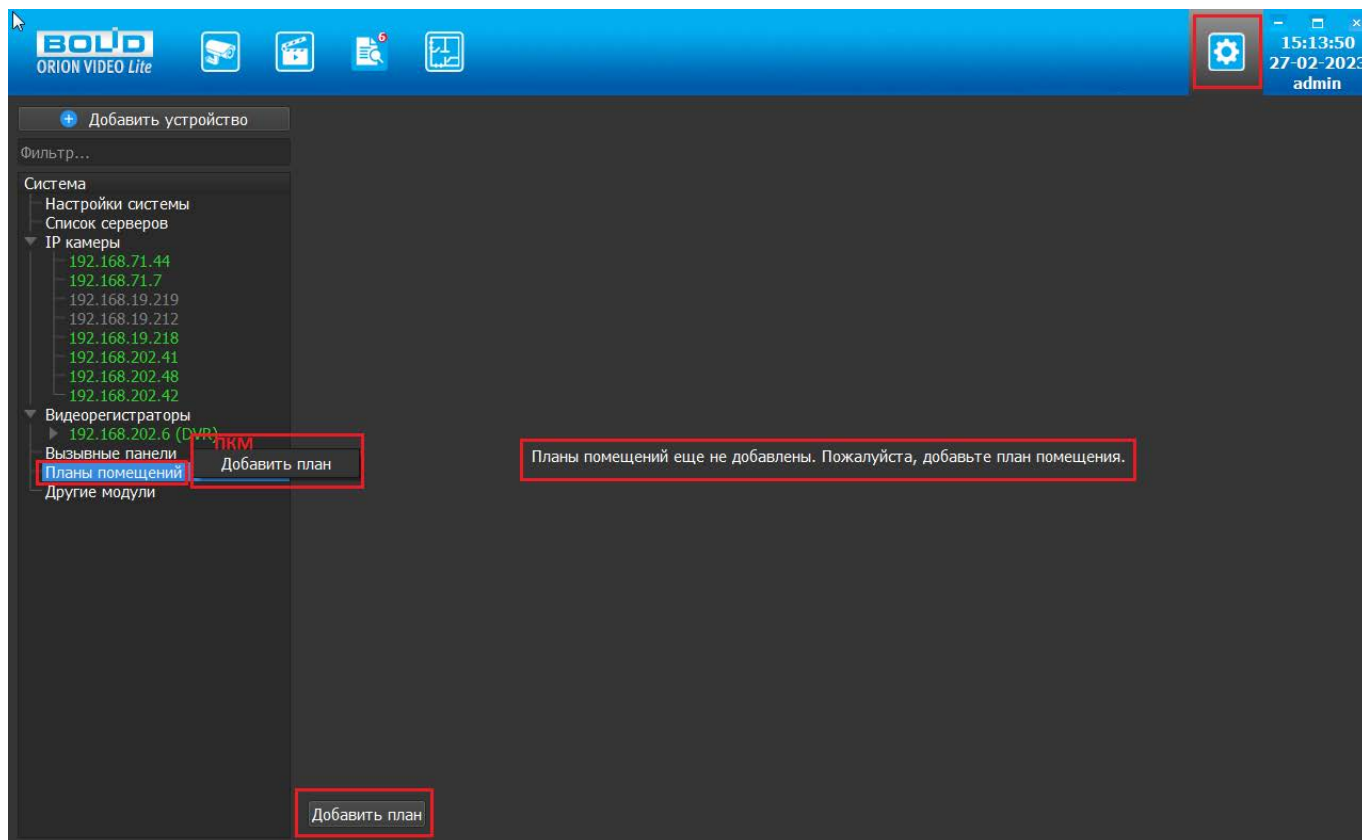 BOLID
ORION VIDEO Lite
6
15:13:50
27-02-2023
admin
Добавить устройство
Фильтр...
Система
Настройки системы
Список серверов
IP камеры
192.168.71.44
192.168.71.7
192.168.19.219
192.168.19.212
192.168.19.218
192.168.202.41
192.168.202.48
192.168.202.42
Видеорегистраторы
192.168.202.6 (DVR)
ПКМ
Вызывные панели
Добавить план
Планы помещений
Другие модули
Планы помещений еще не добавлены. Пожалуйста, добавьте план помещения.
Добавить план